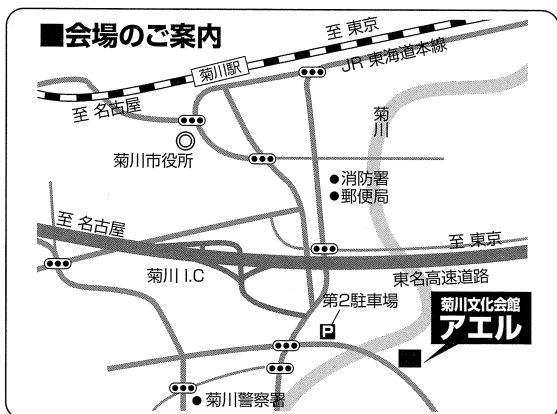 ■会場のご案内
至 東京
JR 東海道本線
菊川駅
至 名古屋
菊川
菊川市役所
消防署
郵便局
至 名古屋
至 東京
菊川 I.C
東名高速道路
第2駐車場
P
菊川文化会館
アエル
菊川警察署